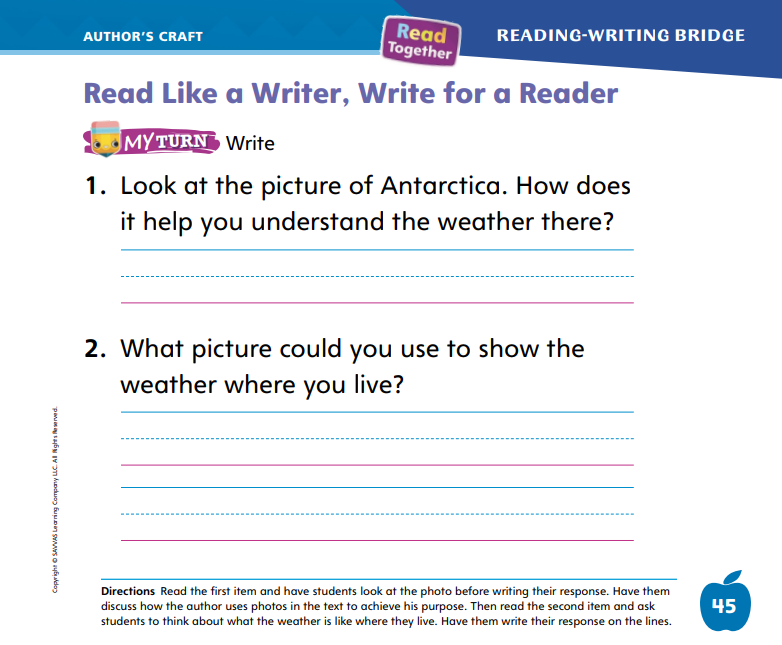 AUTHOR'S CRAFT
Read
Together
READING-WRITING BRIDGE
Read Like a Writer, Write for a Reader
MY TURN Write
1. Look at the picture of Antarctica. How does
it help you understand the weather there?
2. What picture could you use to show the
weather where you live?
Copyright © SAVVAS Learning Company LLC. All Rights Reserved.
Directions Read the first item and have students look at the photo before writing their response. Have them
discuss how the author uses photos in the text to achieve his purpose. Then read the second item and ask
students to think about what the weather is like where they live. Have them write their response on the lines.
45